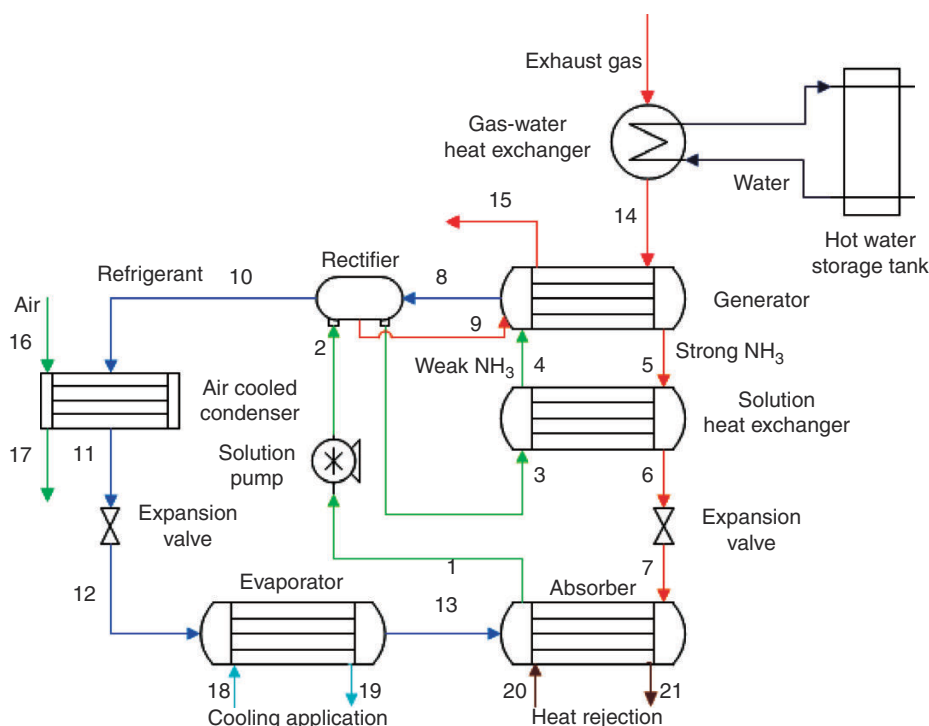 Exhaust gas
Gas-water
heat exchanger
Water
15
14
Hot water
storage tank
Rectifier
Refrigerant
10
8
Generator
Air
16
9
2
Weak NH3
4
5
Strong NH3
Air cooled
condenser
Solution
heat exchanger
17
11
Solution
pump
3
6
Expansion
valve
Expansion
valve
1
7
12
Evaporator
13
Absorber
18
19
20
21
Cooling application
Heat rejection